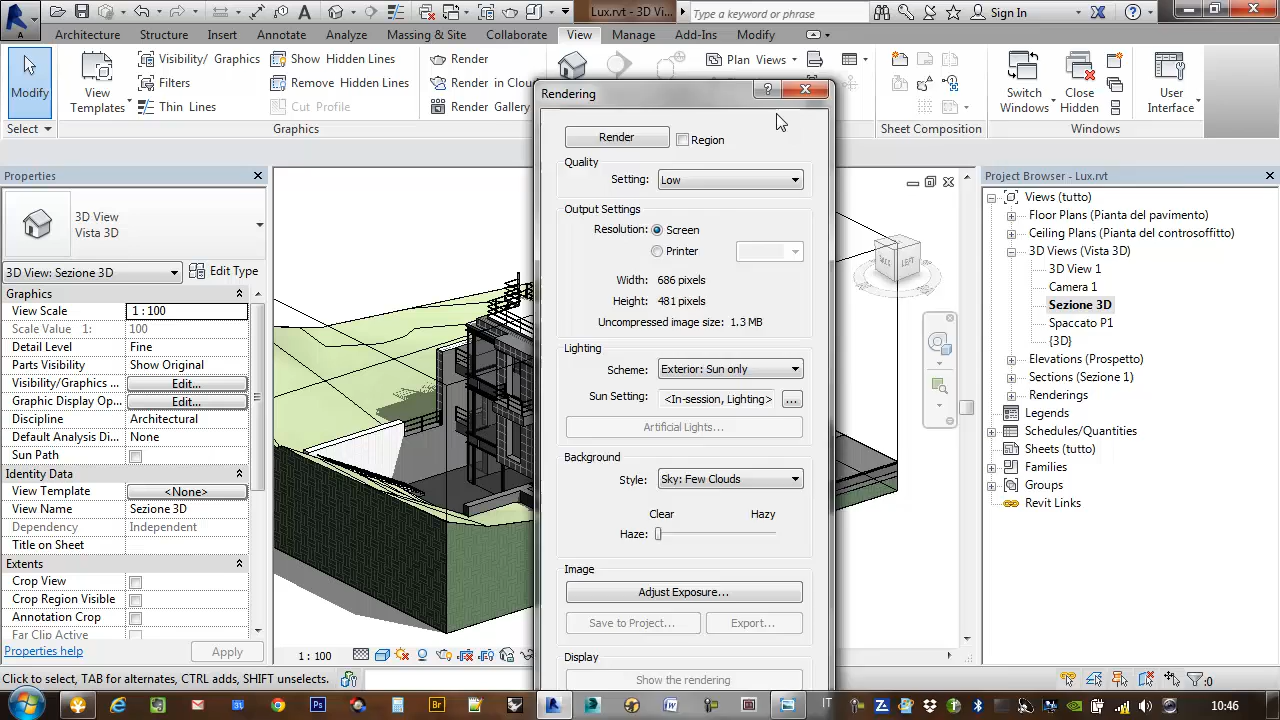 Lux.rvt - 3D Vi...
Type a keyword or phrase
Sign In
Architecture
Structure
Insert
Annotate
Analyze
Massing & Site
Collaborate
View
Manage
Add-Ins
Modify
Modify
View
Templates
Visibility/ Graphics
Filters
Thin Lines
Show Hidden Lines
Remove Hidden Lines
Cut Profile
Render
Render in Clou
Render Gallery
Plan Views
Switch
Windows
Close
Hidden
User
Interface
Select
Graphics
Sheet Composition
Windows
Properties
3D View
Vista 3D
3D View: Sezione 3D
Edit Type
Graphics
View Scale
1 : 100
Scale Value 1:
100
Detail Level
Fine
Parts Visibility
Show Original
Visibility/Graphics ...
Edit...
Graphic Display Op...
Edit...
Discipline
Architectural
Default Analysis Di...
None
Sun Path
Identity Data
View Template
<None>
View Name
Sezione 3D
Dependency
Independent
Title on Sheet
Extents
Crop View
Crop Region Visible
Annotation Crop
Far Clip Active
Properties help
Apply
Rendering
?
Render
Region
Quality
Setting:
Low
Output Settings
Resolution:
Screen
Printer
Width:
686 pixels
Height:
481 pixels
Uncompressed image size:
1.3 MB
Lighting
Scheme:
Exterior: Sun only
Sun Setting:
<In-session, Lighting>
...
Artificial Lights...
Background
Style:
Sky: Few Clouds
Clear
Hazy
Haze:
Image
Adjust Exposure...
Save to Project...
Export...
Display
Show the rendering
LEFT
Project Browser - Lux.rvt
Views (tutto)
Floor Plans (Pianta del pavimento)
Ceiling Plans (Pianta del controsoffitto)
3D Views (Vista 3D)
3D View 1
Camera 1
Sezione 3D
Spaccato P1
{3D}
Elevations (Prospetto)
Sections (Sezione 1)
Renderings
Legends
Schedules/Quantities
Sheets (tutto)
Families
Groups
Revit Links
1 : 100
Click to select, TAB for alternates, CTRL adds, SHIFT unselects.
:0
Ps
Br
IT
10:46